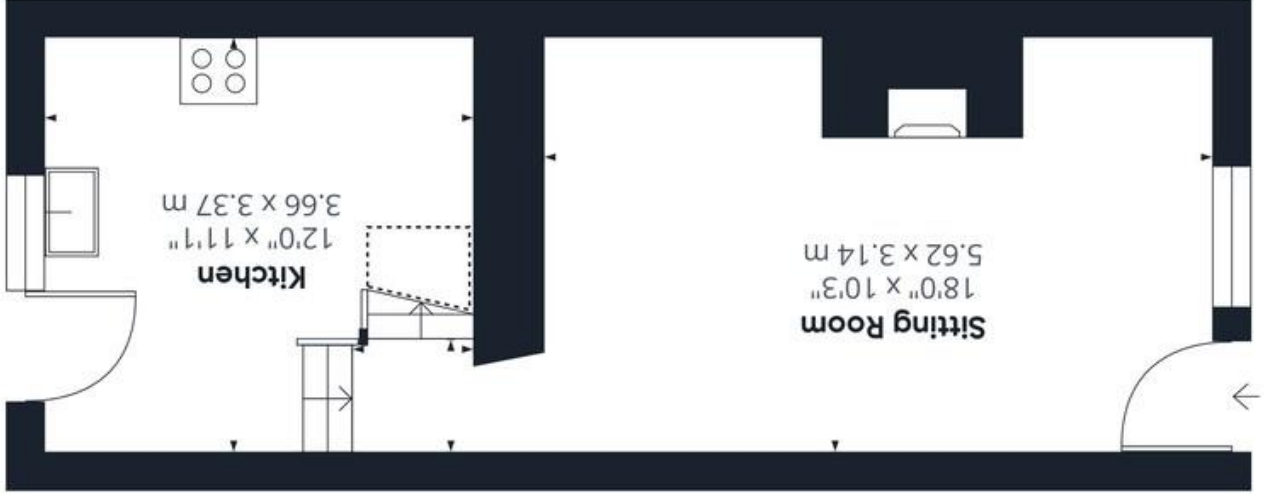 Sitting Room
18'0" x 10'3"
5.62 x 3.14 m
Kitchen
12'0" x 11'1"
3.66 x 3.37 m